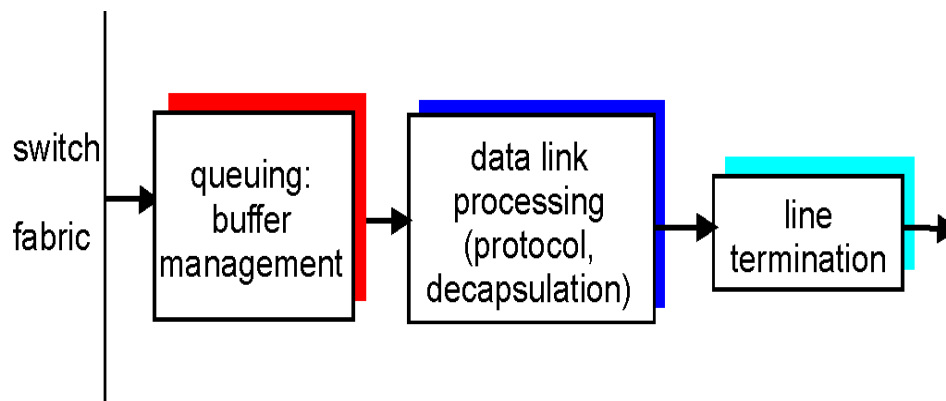 switch
fabric
queuing:
buffer
management
data link
processing
(protocol,
decapsulation)
line
termination